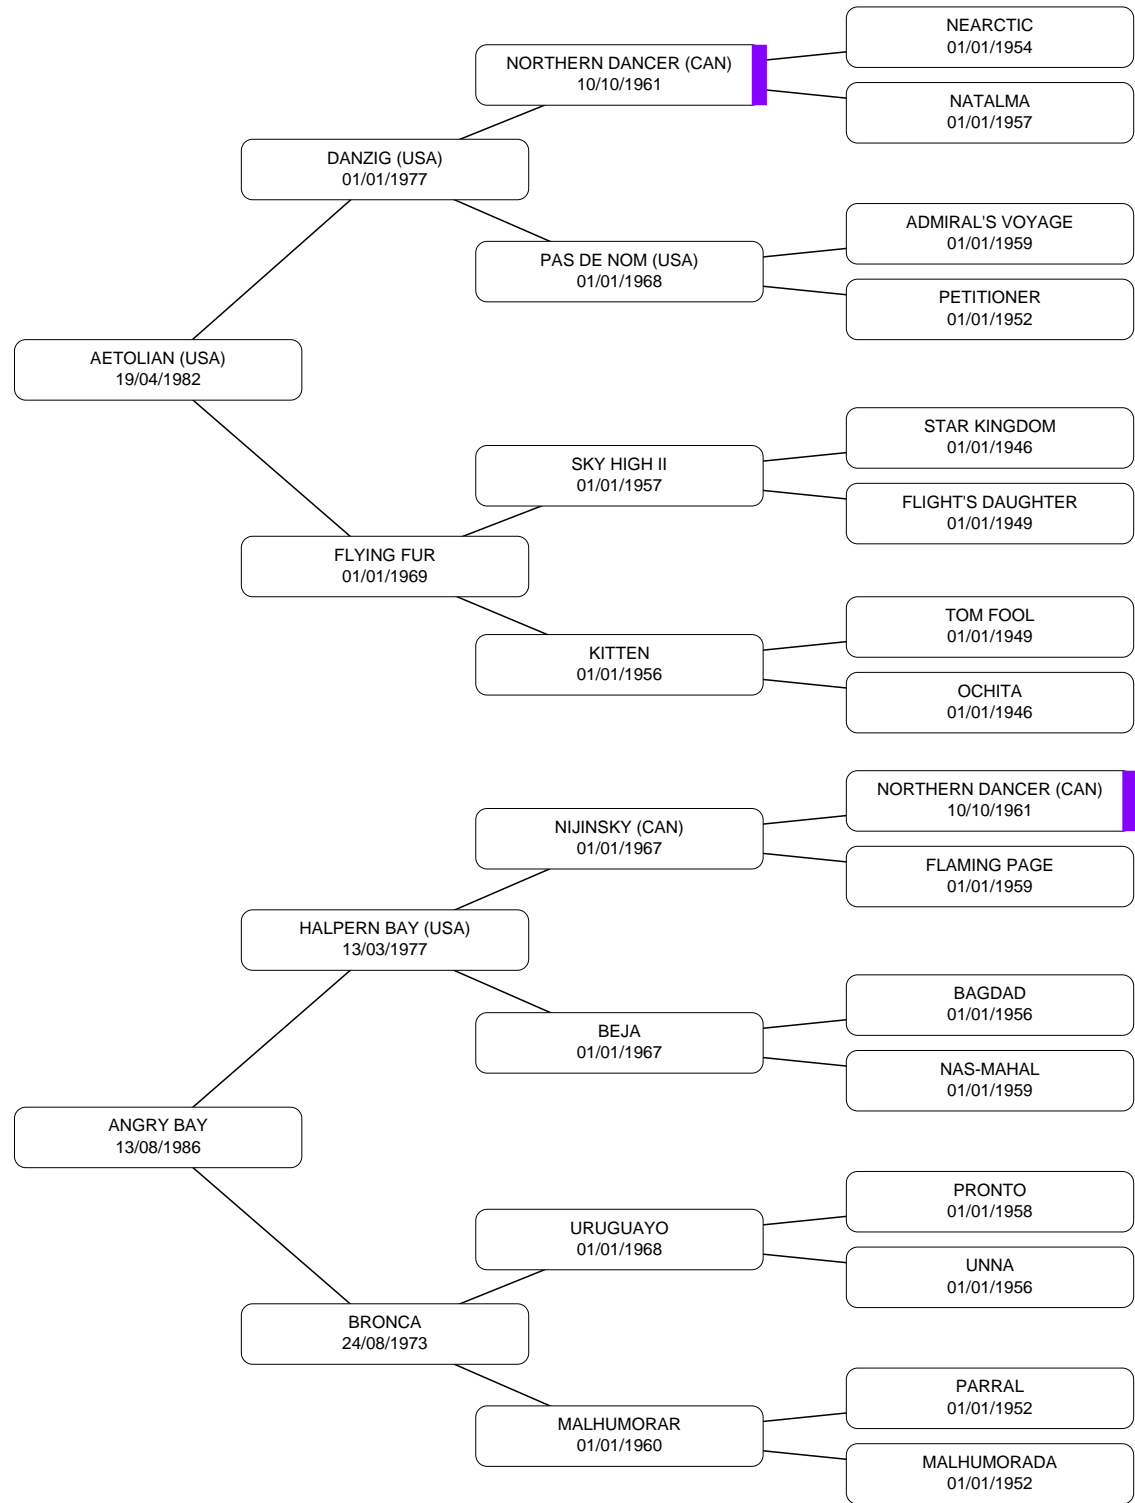 NEARCTIC
01/01/1954
NORTHERN DANCER (CAN)
10/10/1961
NATALMA
01/01/1957
DANZIG (USA)
01/01/1977
ADMIRAL'S VOYAGE
01/01/1959
PAS DE NOM (USA)
01/01/1968
PETITIONER
01/01/1952
AETOLIAN (USA)
19/04/1982
STAR KINGDOM
01/01/1946
SKY HIGH II
01/01/1957
FLIGHT'S DAUGHTER
01/01/1949
FLYING FUR
01/01/1969
TOM FOOL
01/01/1949
KITTEN
01/01/1956
OCHITA
01/01/1946
NORTHERN DANCER (CAN)
10/10/1961
NIJINSKY (CAN)
01/01/1967
FLAMING PAGE
01/01/1959
HALPERN BAY (USA)
13/03/1977
BAGDAD
01/01/1956
BEJA
01/01/1967
NAS-MAHAL
01/01/1959
ANGRY BAY
13/08/1986
PRONTO
01/01/1958
URUGUAYO
01/01/1968
UNNA
01/01/1956
BRONCA
24/08/1973
PARRAL
01/01/1952
MALHUMORAR
01/01/1960
MALHUMORADA
01/01/1952